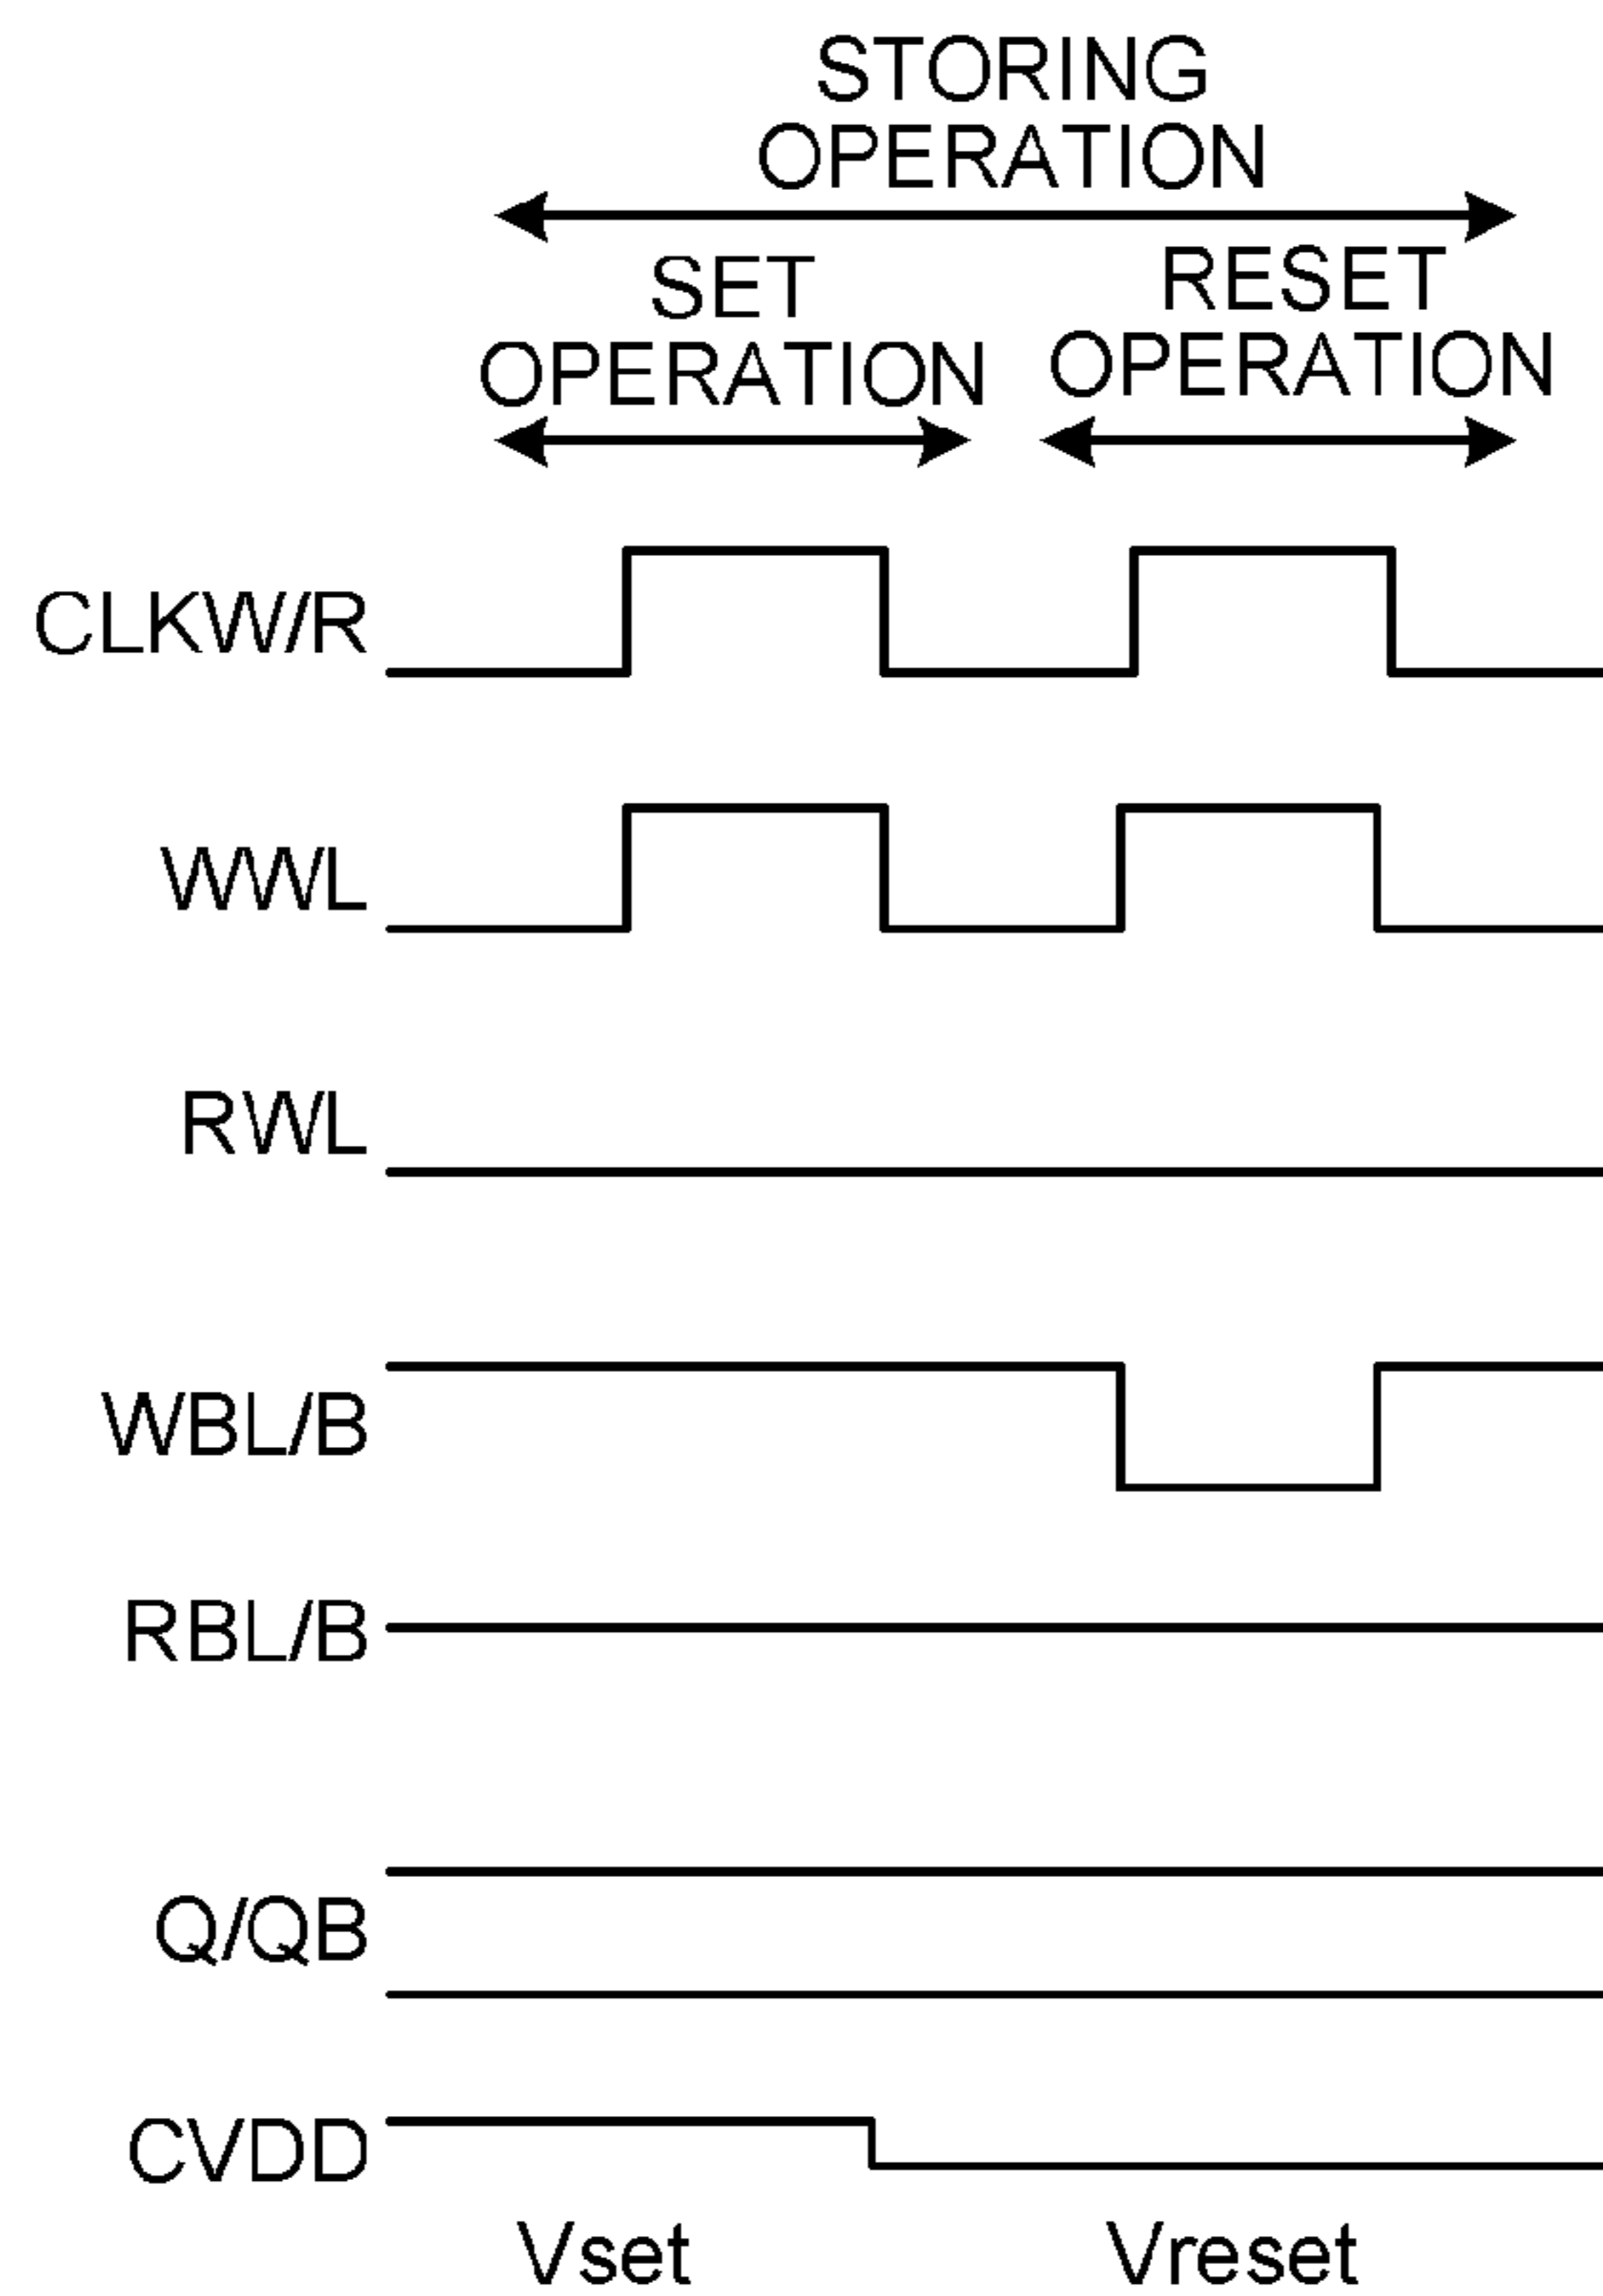 STORING
OPERATION
SET
OPERATION
RESET
OPERATION
CLKW/R
WWL
RWL
WBL/B
RBL/B
Q/QB
CVDD
Vset
Vreset